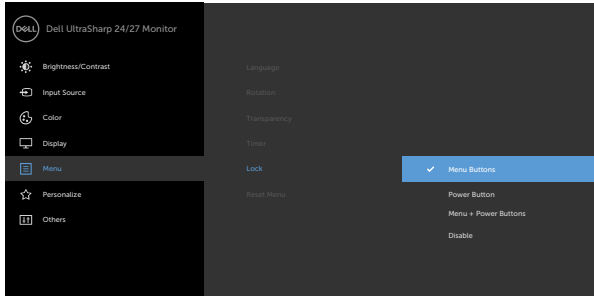 DELL Dell UltraSharp 24/27 Monitor
Brightness/Contrast
Input Source
Color
Display
Menu
Personalize
Others
Language
Rotation
Transparency
Timer
Lock
Reset Menu
Menu Buttons
Power Button
Menu + Power Buttons
Disable